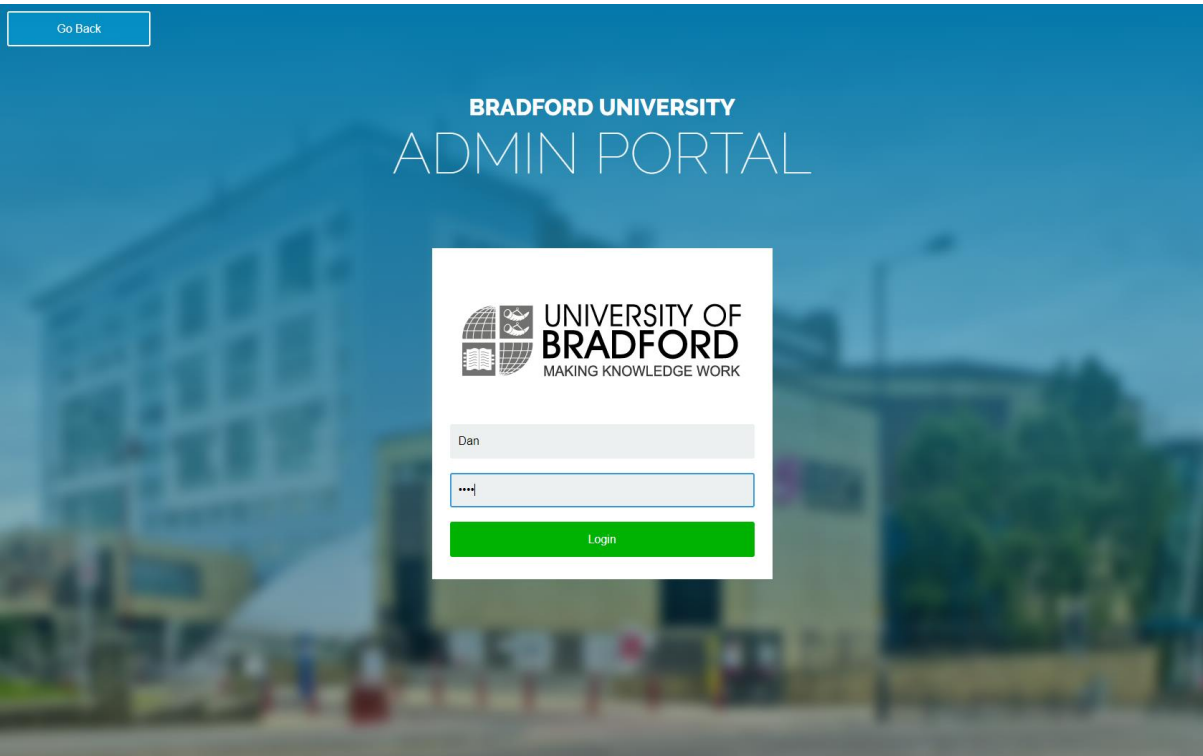 Go Back
BRADFORD UNIVERSITY
ADMIN PORTAL
UNIVERSITY OF
BRADFORD
MAKING KNOWLEDGE WORK
Dan
••••
Login